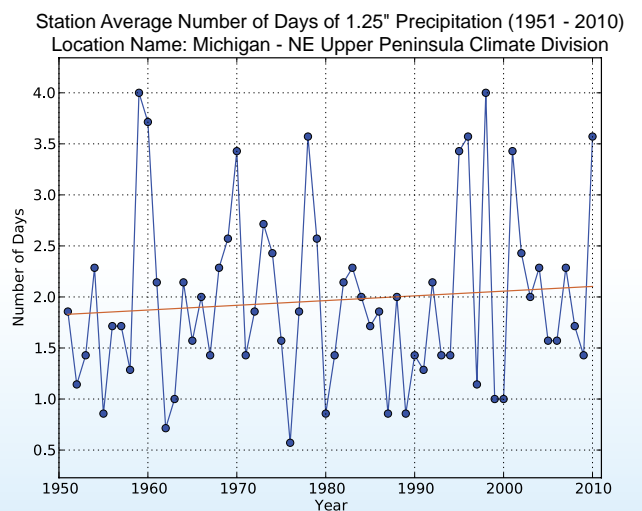 Station Average Number of Days of 1.25" Precipitation (1951 - 2010)
Location Name: Michigan - NE Upper Peninsula Climate Division
Number of Days
4.0
3.5
3.0
2.5
2.0
1.5
1.0
0.5
1950 1960 1970 1980 1990 2000 2010
Year